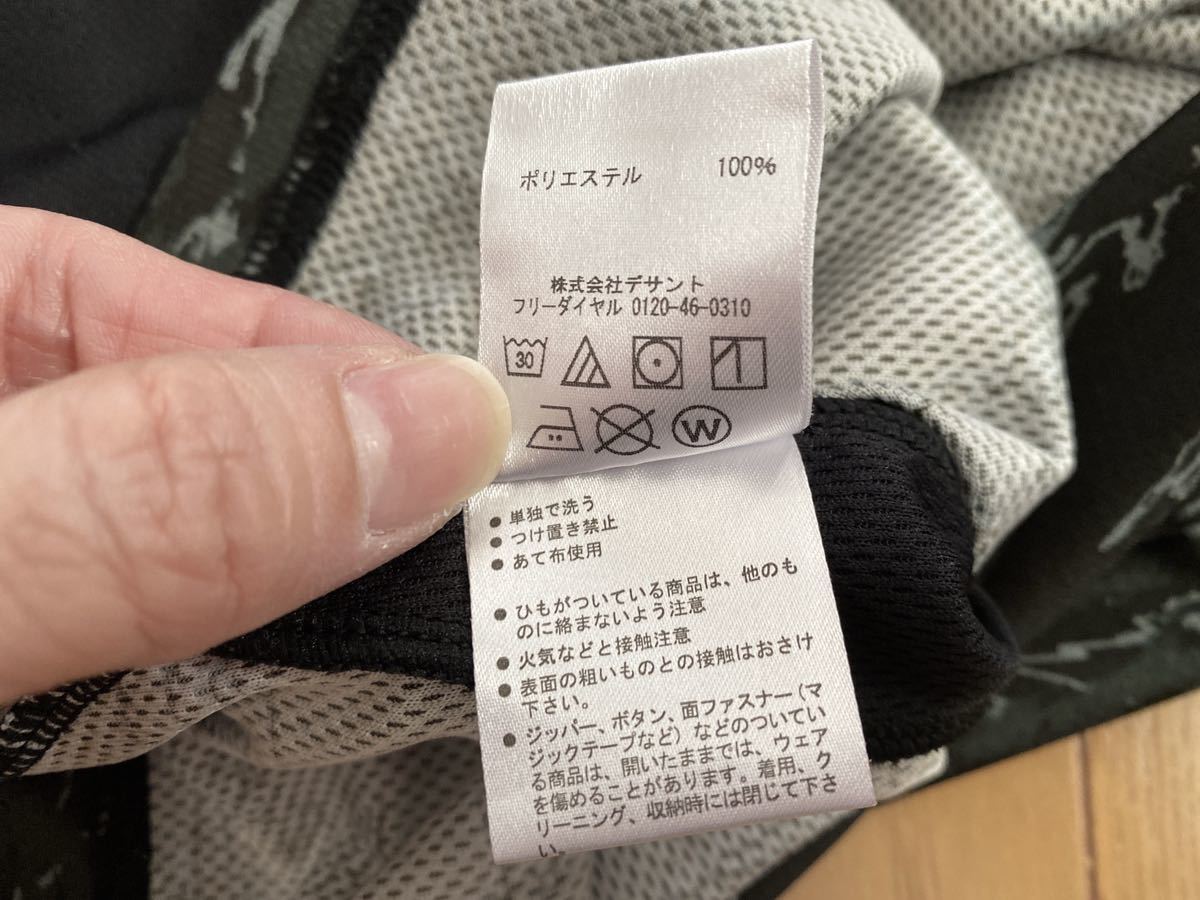 ポリエステル 100%
株式会社デサント
フリーダイヤル 0120-46-0310
30
W
● 単独で洗う
● つけ置き禁止
● あて布使用
● ひもがついている商品は、他のも
のに絡まないよう注意
● 火気などと接触注意
● 表面の粗いものとの接触はおさけ
下さい。
● ジッパー、ボタン、面ファスナー(マ
ジックテープなど)などのついてい
る商品は、開いたままでは、ウェア
を傷めることがあります。着用、ク
リーニング、収納時には閉じて下さ
い。